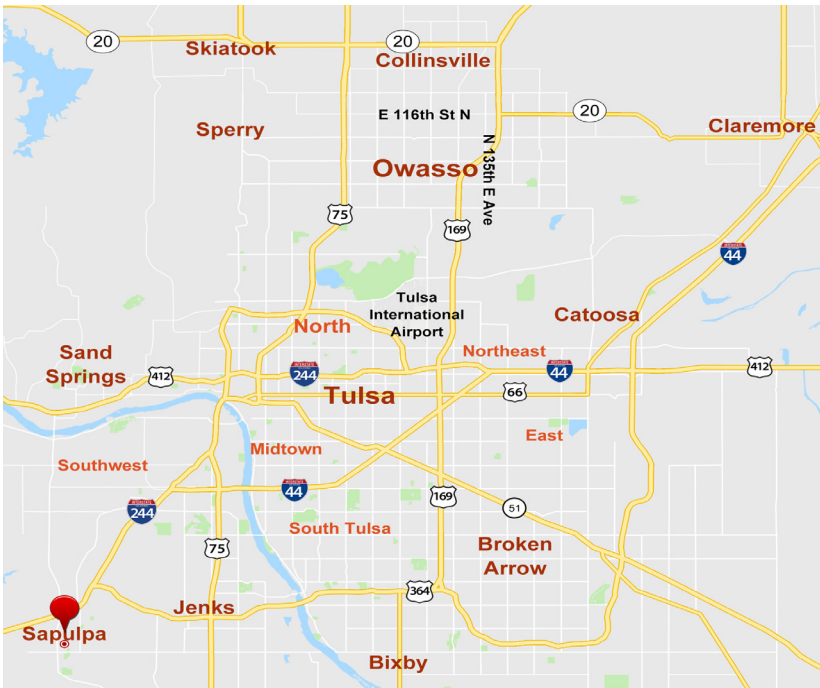 20
Skiatook
20
Collinsville
E 116th St N
20
Sperry
Claremore
N 135th E Ave
Owasso
75
169
44
Tulsa
International
Airport
Catoosa
North
Northeast
Sand
Springs
412
244
44
412
66
Tulsa
East
Midtown
Southwest
44
169
244
51
South Tulsa
75
Broken
Arrow
364
Jenks
Sapulpa
Bixby